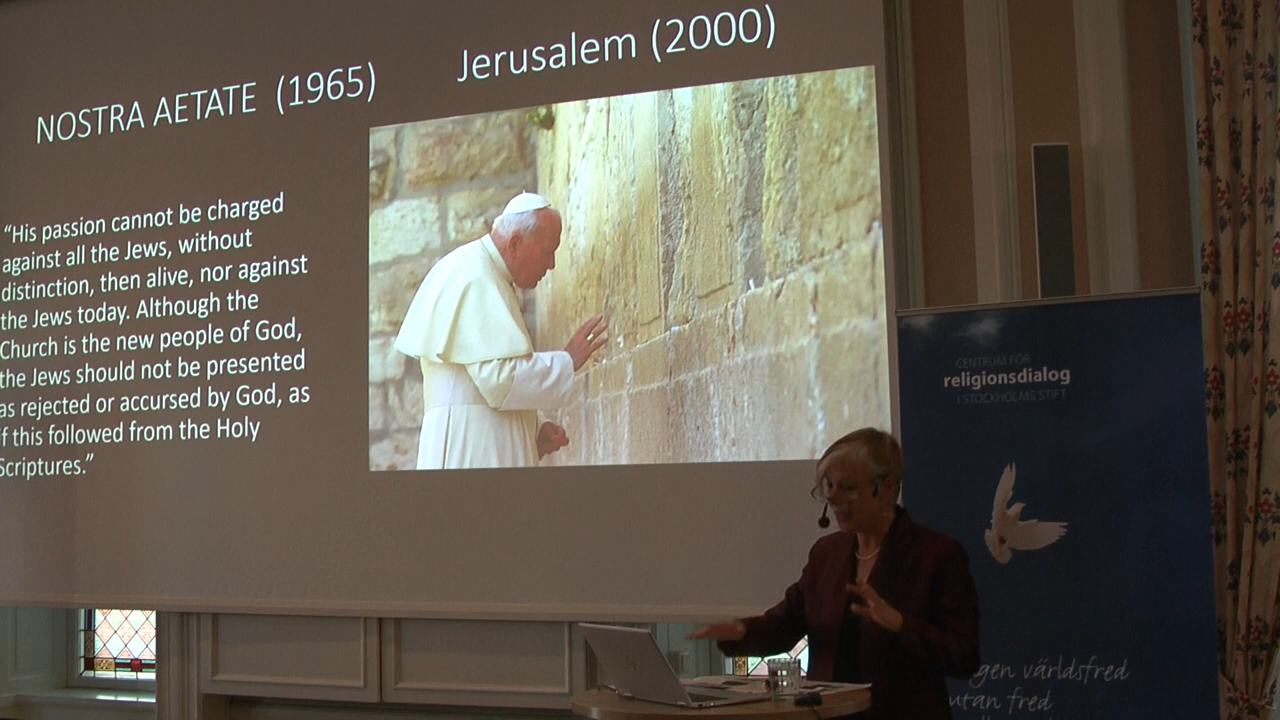 NOSTRA AETATE (1965)
Jerusalem (2000)
“His passion cannot be charged
against all the Jews, without
distinction, then alive, nor against
the Jews today. Although the
Church is the new people of God,
the Jews should not be presented
as rejected or accursed by God, as
if this followed from the Holy
Scriptures.”
CENTRUM FÖR
religionsdialog
I STOCKHOLMS STIFT
gen världsfred
utan fred